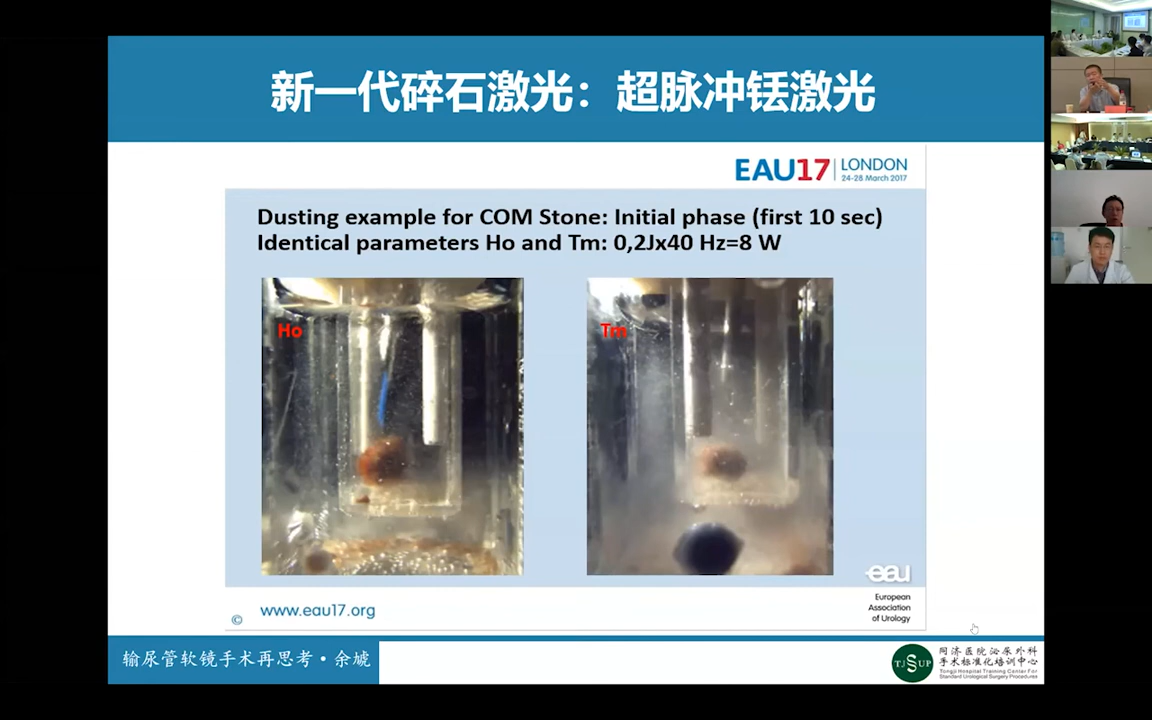 新一代碎石激光：超脉冲铥激光
EAU17 LONDON
24-28 March 2017
Dusting example for COM Stone: Initial phase (first 10 sec)
Identical parameters Ho and Tm: 0,2Jx40 Hz=8 W
Ho
Tm
eau
European
Association
of Urology
© www.eau17.org
输尿管软镜手术再思考·余虓
TJSUP
同济医院泌尿外科
手术标准化培训中心
Tongji Hospital Training Center For
Standard Urological Surgery Procedures